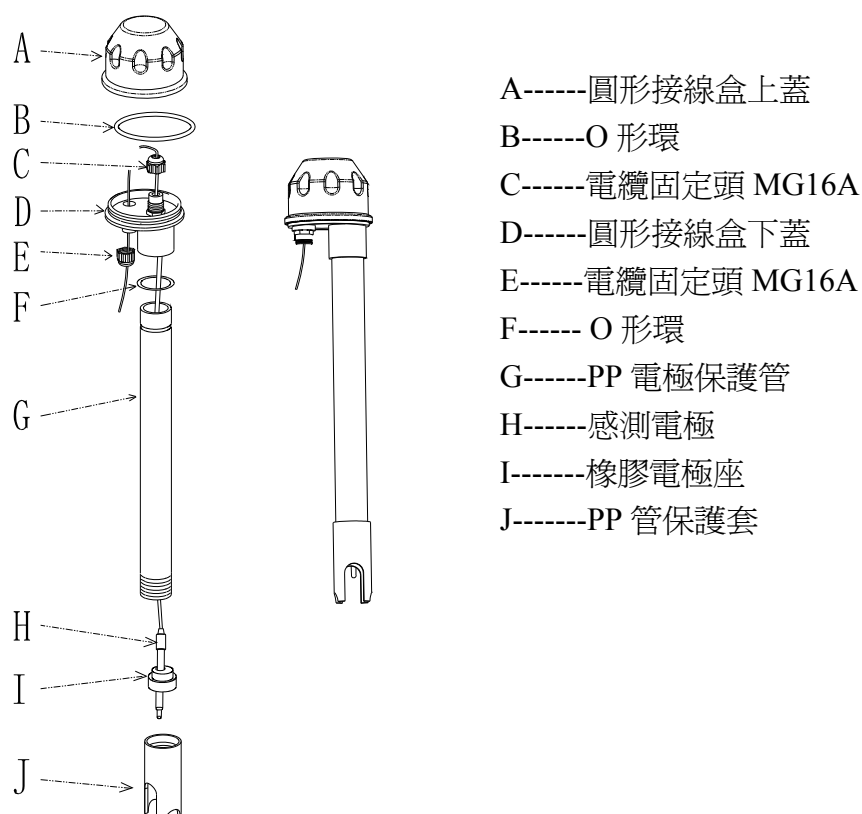 A
B
C
D
E
F
G
H
I
J
A------圓形接線盒上蓋
B------O 形環
C------電纜固定頭 MG16A
D------圓形接線盒下蓋
E------電纜固定頭 MG16A
F------ O 形環
G------PP 電極保護管
H------感測電極
I-------橡膠電極座
J-------PP 管保護套